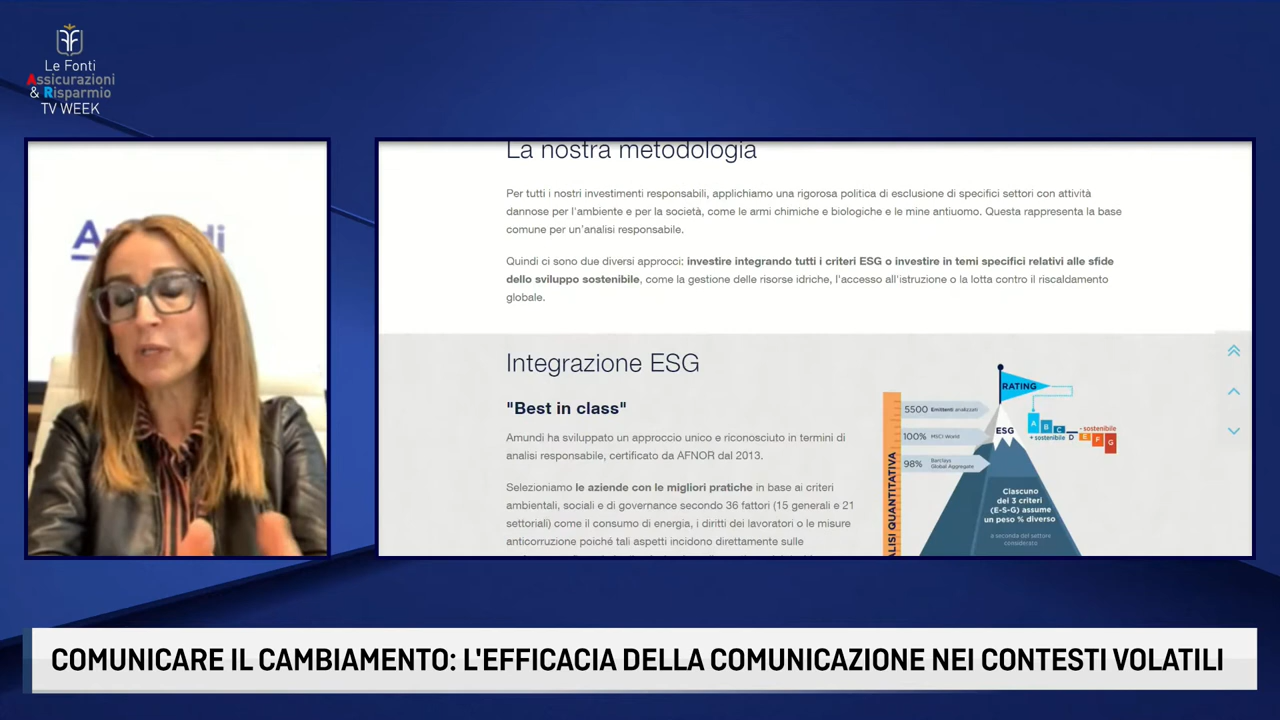 Le Fonti
Assicurazioni
& Risparmio
TV WEEK
La nostra metodologia
Per tutti i nostri investimenti responsabili, applichiamo una rigorosa politica di esclusione di specifici settori con attività
dannose per l'ambiente e per la società, come le armi chimiche e biologiche e le mine antiuomo. Questa rappresenta la base
comune per un'analisi responsabile.
Quindi ci sono due diversi approcci: investire integrando tutti i criteri ESG o investire in temi specifici relativi alle sfide
dello sviluppo sostenibile, come la gestione delle risorse idriche, l'accesso all'istruzione o la lotta contro il riscaldamento
globale.
Integrazione ESG
"Best in class"
Amundi ha sviluppato un approccio unico e riconosciuto in termini di
analisi responsabile, certificato da AFNOR dal 2013.
Selezioniamo le aziende con le migliori pratiche in base ai criteri
ambientali, sociali e di governance secondo 36 fattori (15 generali e 21
settoriali) come il consumo di energia, i diritti dei lavoratori o le misure
anticorruzione poiché tali aspetti incidono direttamente sulle
RATING
5500 Emittenti analizzati
100% MSCI World
98% Barclays
Global Aggregate
ESG
A B C D E F G
+ sostenibile
- sostenibile
ALISI QUANTITATIVA
Ciascuno
dei 3 criteri
(E-S-G) assume
un peso % diverso
a seconda del settore
considerato
COMUNICARE IL CAMBIAMENTO: L'EFFICACIA DELLA COMUNICAZIONE NEI CONTESTI VOLATILI